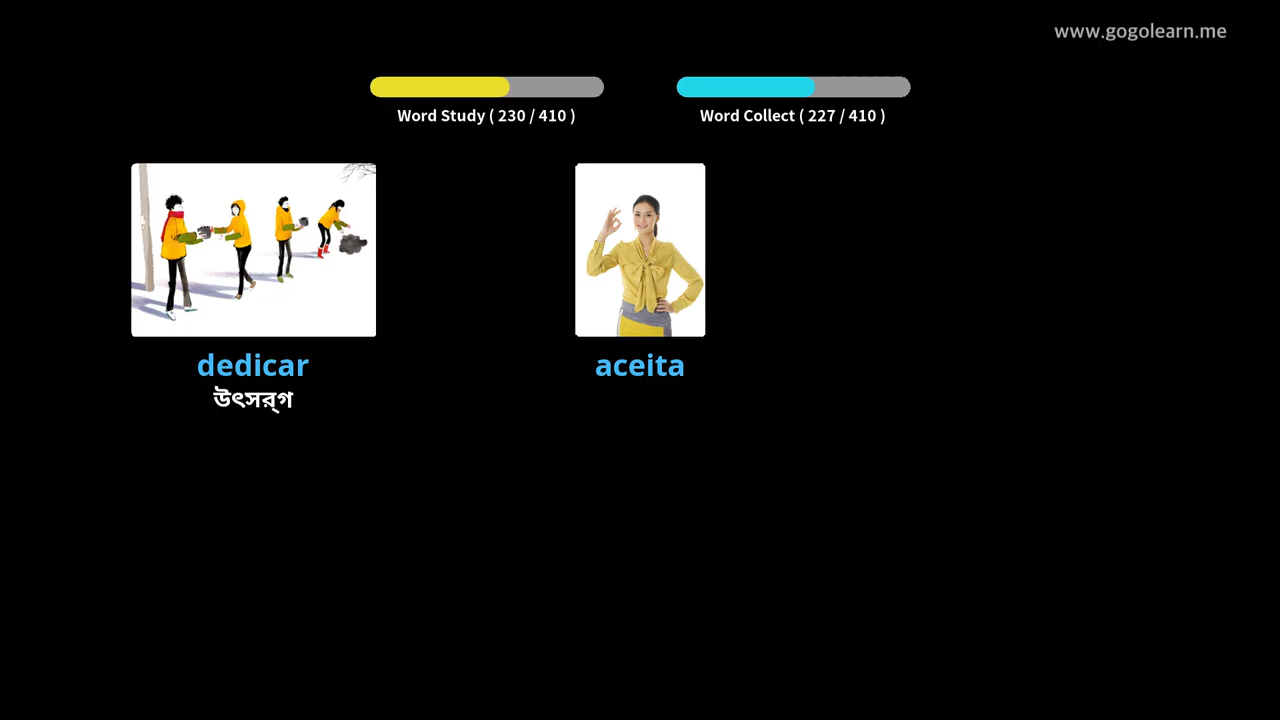 www.gogolearn.me
Word Study ( 230 / 410 )
Word Collect ( 227 / 410 )
dedicar
উৎসর্গ
aceita